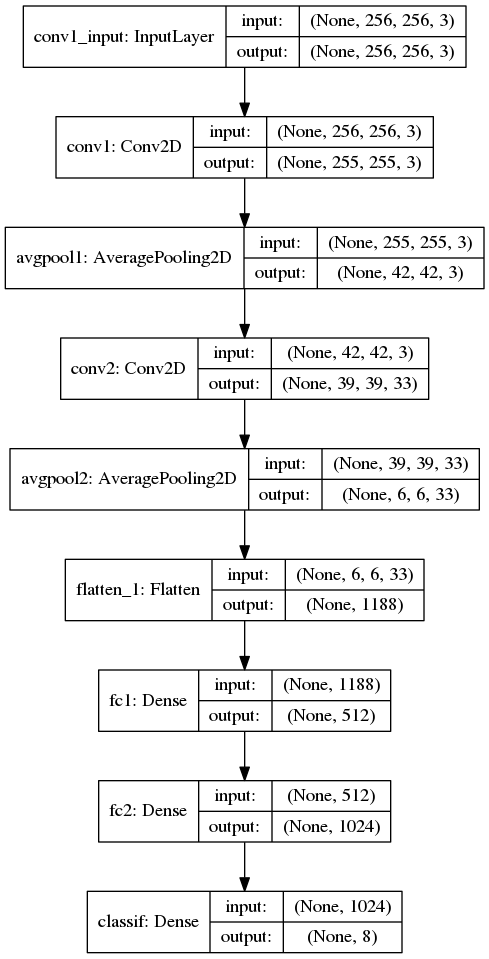 conv1_input: InputLayer
input: (None, 256, 256, 3)
output: (None, 256, 256, 3)
conv1: Conv2D
input: (None, 256, 256, 3)
output: (None, 255, 255, 3)
avgpool1: AveragePooling2D
input: (None, 255, 255, 3)
output: (None, 42, 42, 3)
conv2: Conv2D
input: (None, 42, 42, 3)
output: (None, 39, 39, 33)
avgpool2: AveragePooling2D
input: (None, 39, 39, 33)
output: (None, 6, 6, 33)
flatten_1: Flatten
input: (None, 6, 6, 33)
output: (None, 1188)
fc1: Dense
input: (None, 1188)
output: (None, 512)
fc2: Dense
input: (None, 512)
output: (None, 1024)
classif: Dense
input: (None, 1024)
output: (None, 8)